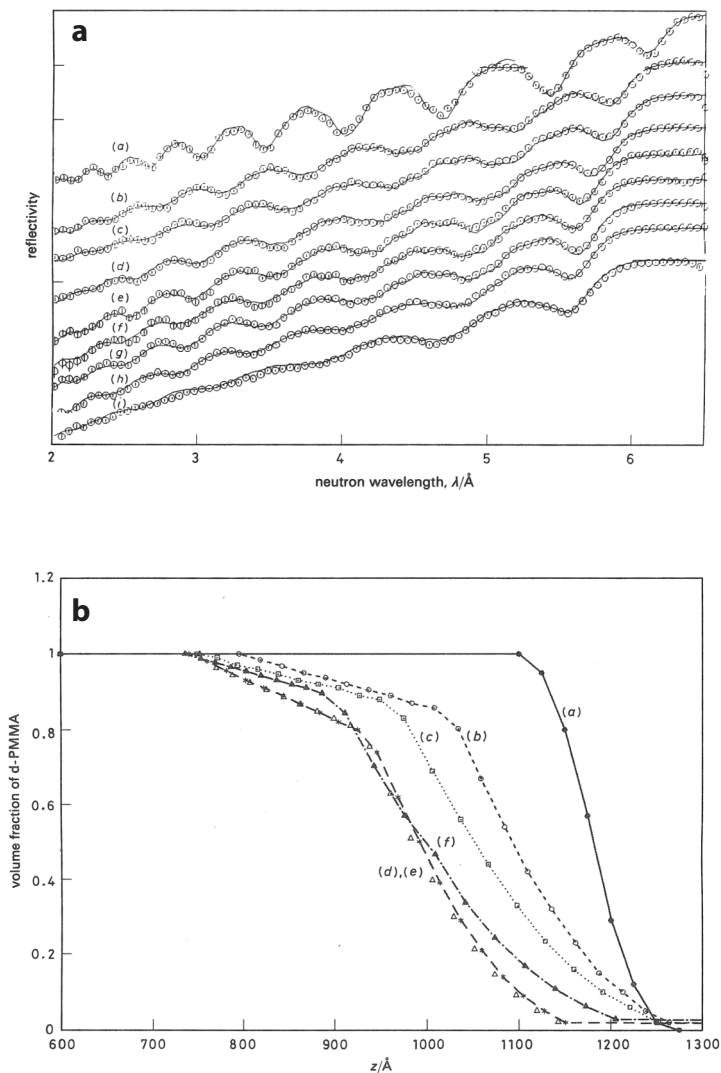 a
(a)
(b)
(c)
(d)
(e)
(f)
(g)
(h)
(i)
reflectivity
2 3 4 5 6
neutron wavelength, λ/Å
b
1.2
1
0.8
0.6
0.4
0.2
0
(a)
(b)
(c)
(f)
(d),(e)
volume fraction of d-PMMA
600 700 800 900 1000 1100 1200 1300
z/Å